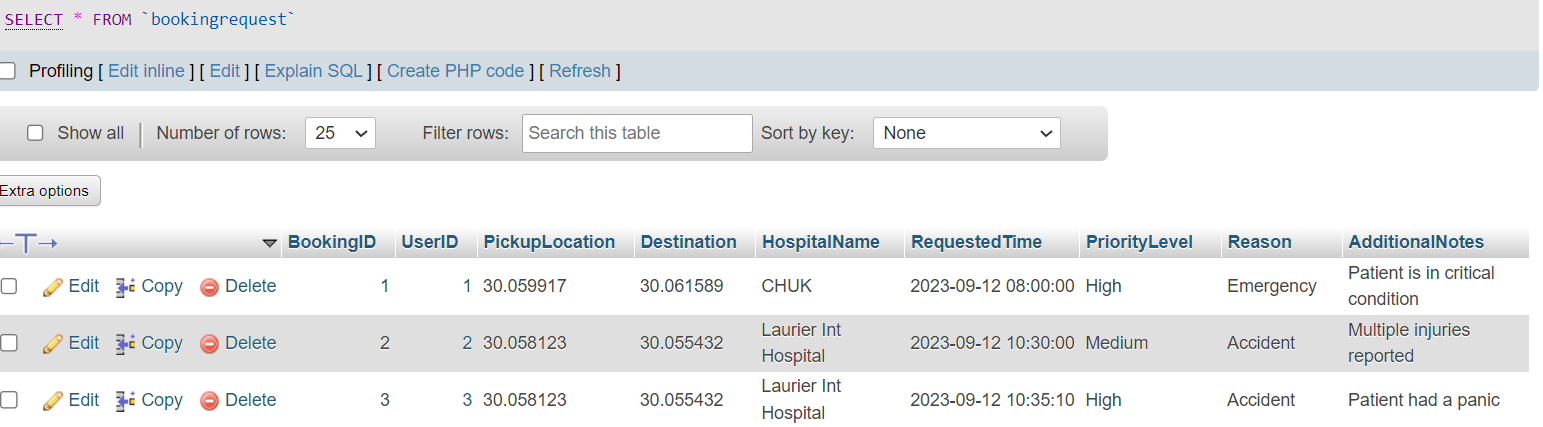 SELECT * FROM `bookingrequest`
Profiling [ Edit inline ] [ Edit ] [ Explain SQL ] [ Create PHP code ] [ Refresh ]
Show all Number of rows: 25 Filter rows: Search this table Sort by key: None
Extra options
BookingID UserID PickupLocation Destination HospitalName RequestedTime PriorityLevel Reason AdditionalNotes
Edit Copy Delete 1 1 30.059917 30.061589 CHUK 2023-09-12 08:00:00 High Emergency Patient is in critical
condition
Edit Copy Delete 2 2 30.058123 30.055432 Laurier Int 2023-09-12 10:30:00 Medium Accident Multiple injuries
Hospital reported
Edit Copy Delete 3 3 30.058123 30.055432 Laurier Int 2023-09-12 10:35:10 High Accident Patient had a panic
Hospital